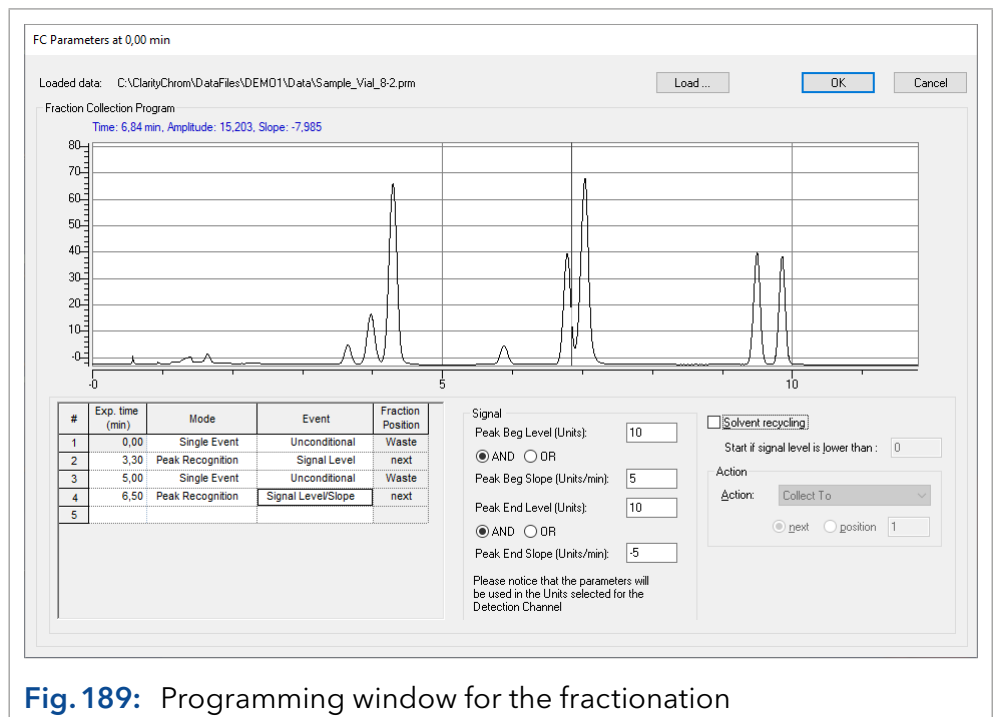 FC Parameters at 0,00 min
Loaded data: C:\ClarityChrom\DataFiles\DEMO1\Data\Sample_Vial_8-2.prm Load ... OK Cancel
Fraction Collection Program
Time: 6,84 min, Amplitude: 15,203, Slope: -7,985
80
70
60
50
40
30
20
10
-0
-0 5 10
# Exp. time (min) Mode Event Fraction Position
1 0,00 Single Event Unconditional Waste
2 3,30 Peak Recognition Signal Level next
3 5,00 Single Event Unconditional Waste
4 6,50 Peak Recognition Signal Level/Slope next
5
Signal
Peak Beg Level (Units): 10
AND OR
Peak Beg Slope (Units/min): 5
Peak End Level (Units): 10
AND OR
Peak End Slope (Units/min): -5
Please notice that the parameters will
be used in the Units selected for the
Detection Channel
Solvent recycling
Start if signal level is lower than : 0
Action
Action: Collect To
next position 1
Fig. 189: Programming window for the fractionation